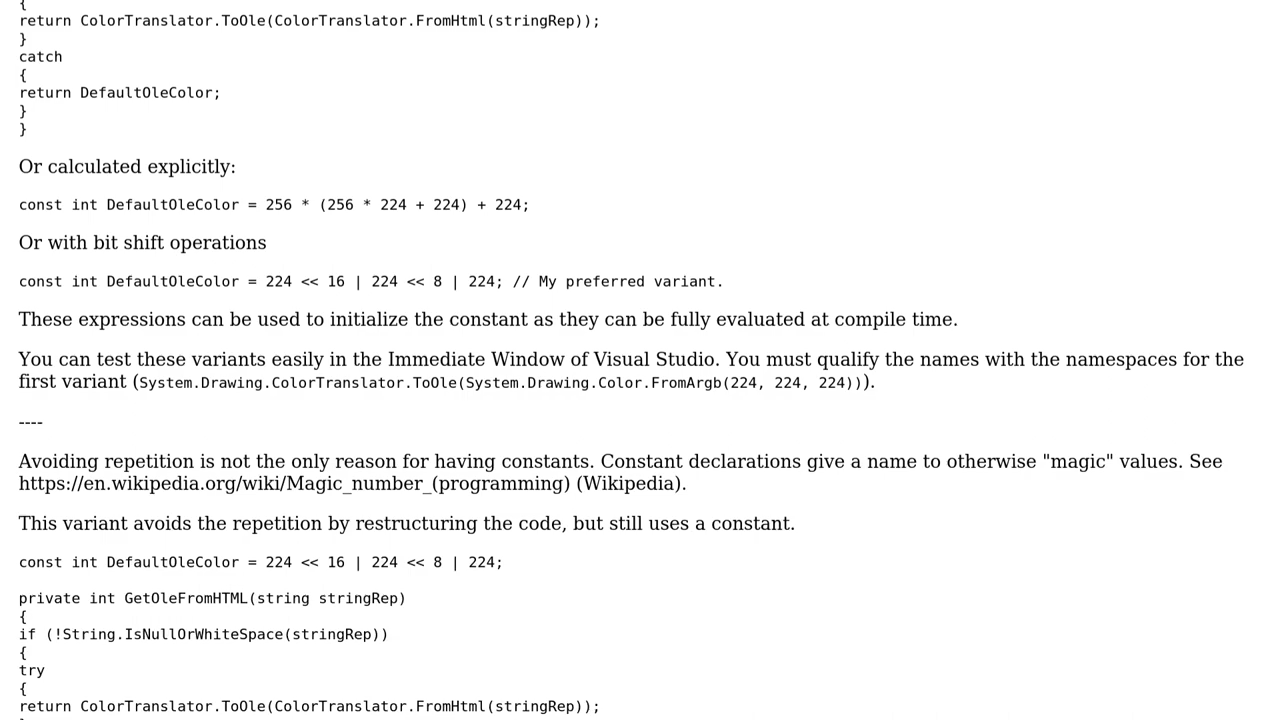 {
return ColorTranslator.ToOle(ColorTranslator.FromHtml(stringRep));
}
catch
{
return DefaultOleColor;
}
}
Or calculated explicitly:
const int DefaultOleColor = 256 * (256 * 224 + 224) + 224;
Or with bit shift operations
const int DefaultOleColor = 224 << 16 | 224 << 8 | 224; // My preferred variant.
These expressions can be used to initialize the constant as they can be fully evaluated at compile time.
You can test these variants easily in the Immediate Window of Visual Studio. You must qualify the names with the namespaces for the
first variant (System.Drawing.ColorTranslator.ToOle(System.Drawing.Color.FromArgb(224, 224, 224))).
----
Avoiding repetition is not the only reason for having constants. Constant declarations give a name to otherwise "magic" values. See
https://en.wikipedia.org/wiki/Magic_number_(programming) (Wikipedia).
This variant avoids the repetition by restructuring the code, but still uses a constant.
const int DefaultOleColor = 224 << 16 | 224 << 8 | 224;
private int GetOleFromHTML(string stringRep)
{
if (!String.IsNullOrWhiteSpace(stringRep))
{
try
{
return ColorTranslator.ToOle(ColorTranslator.FromHtml(stringRep));